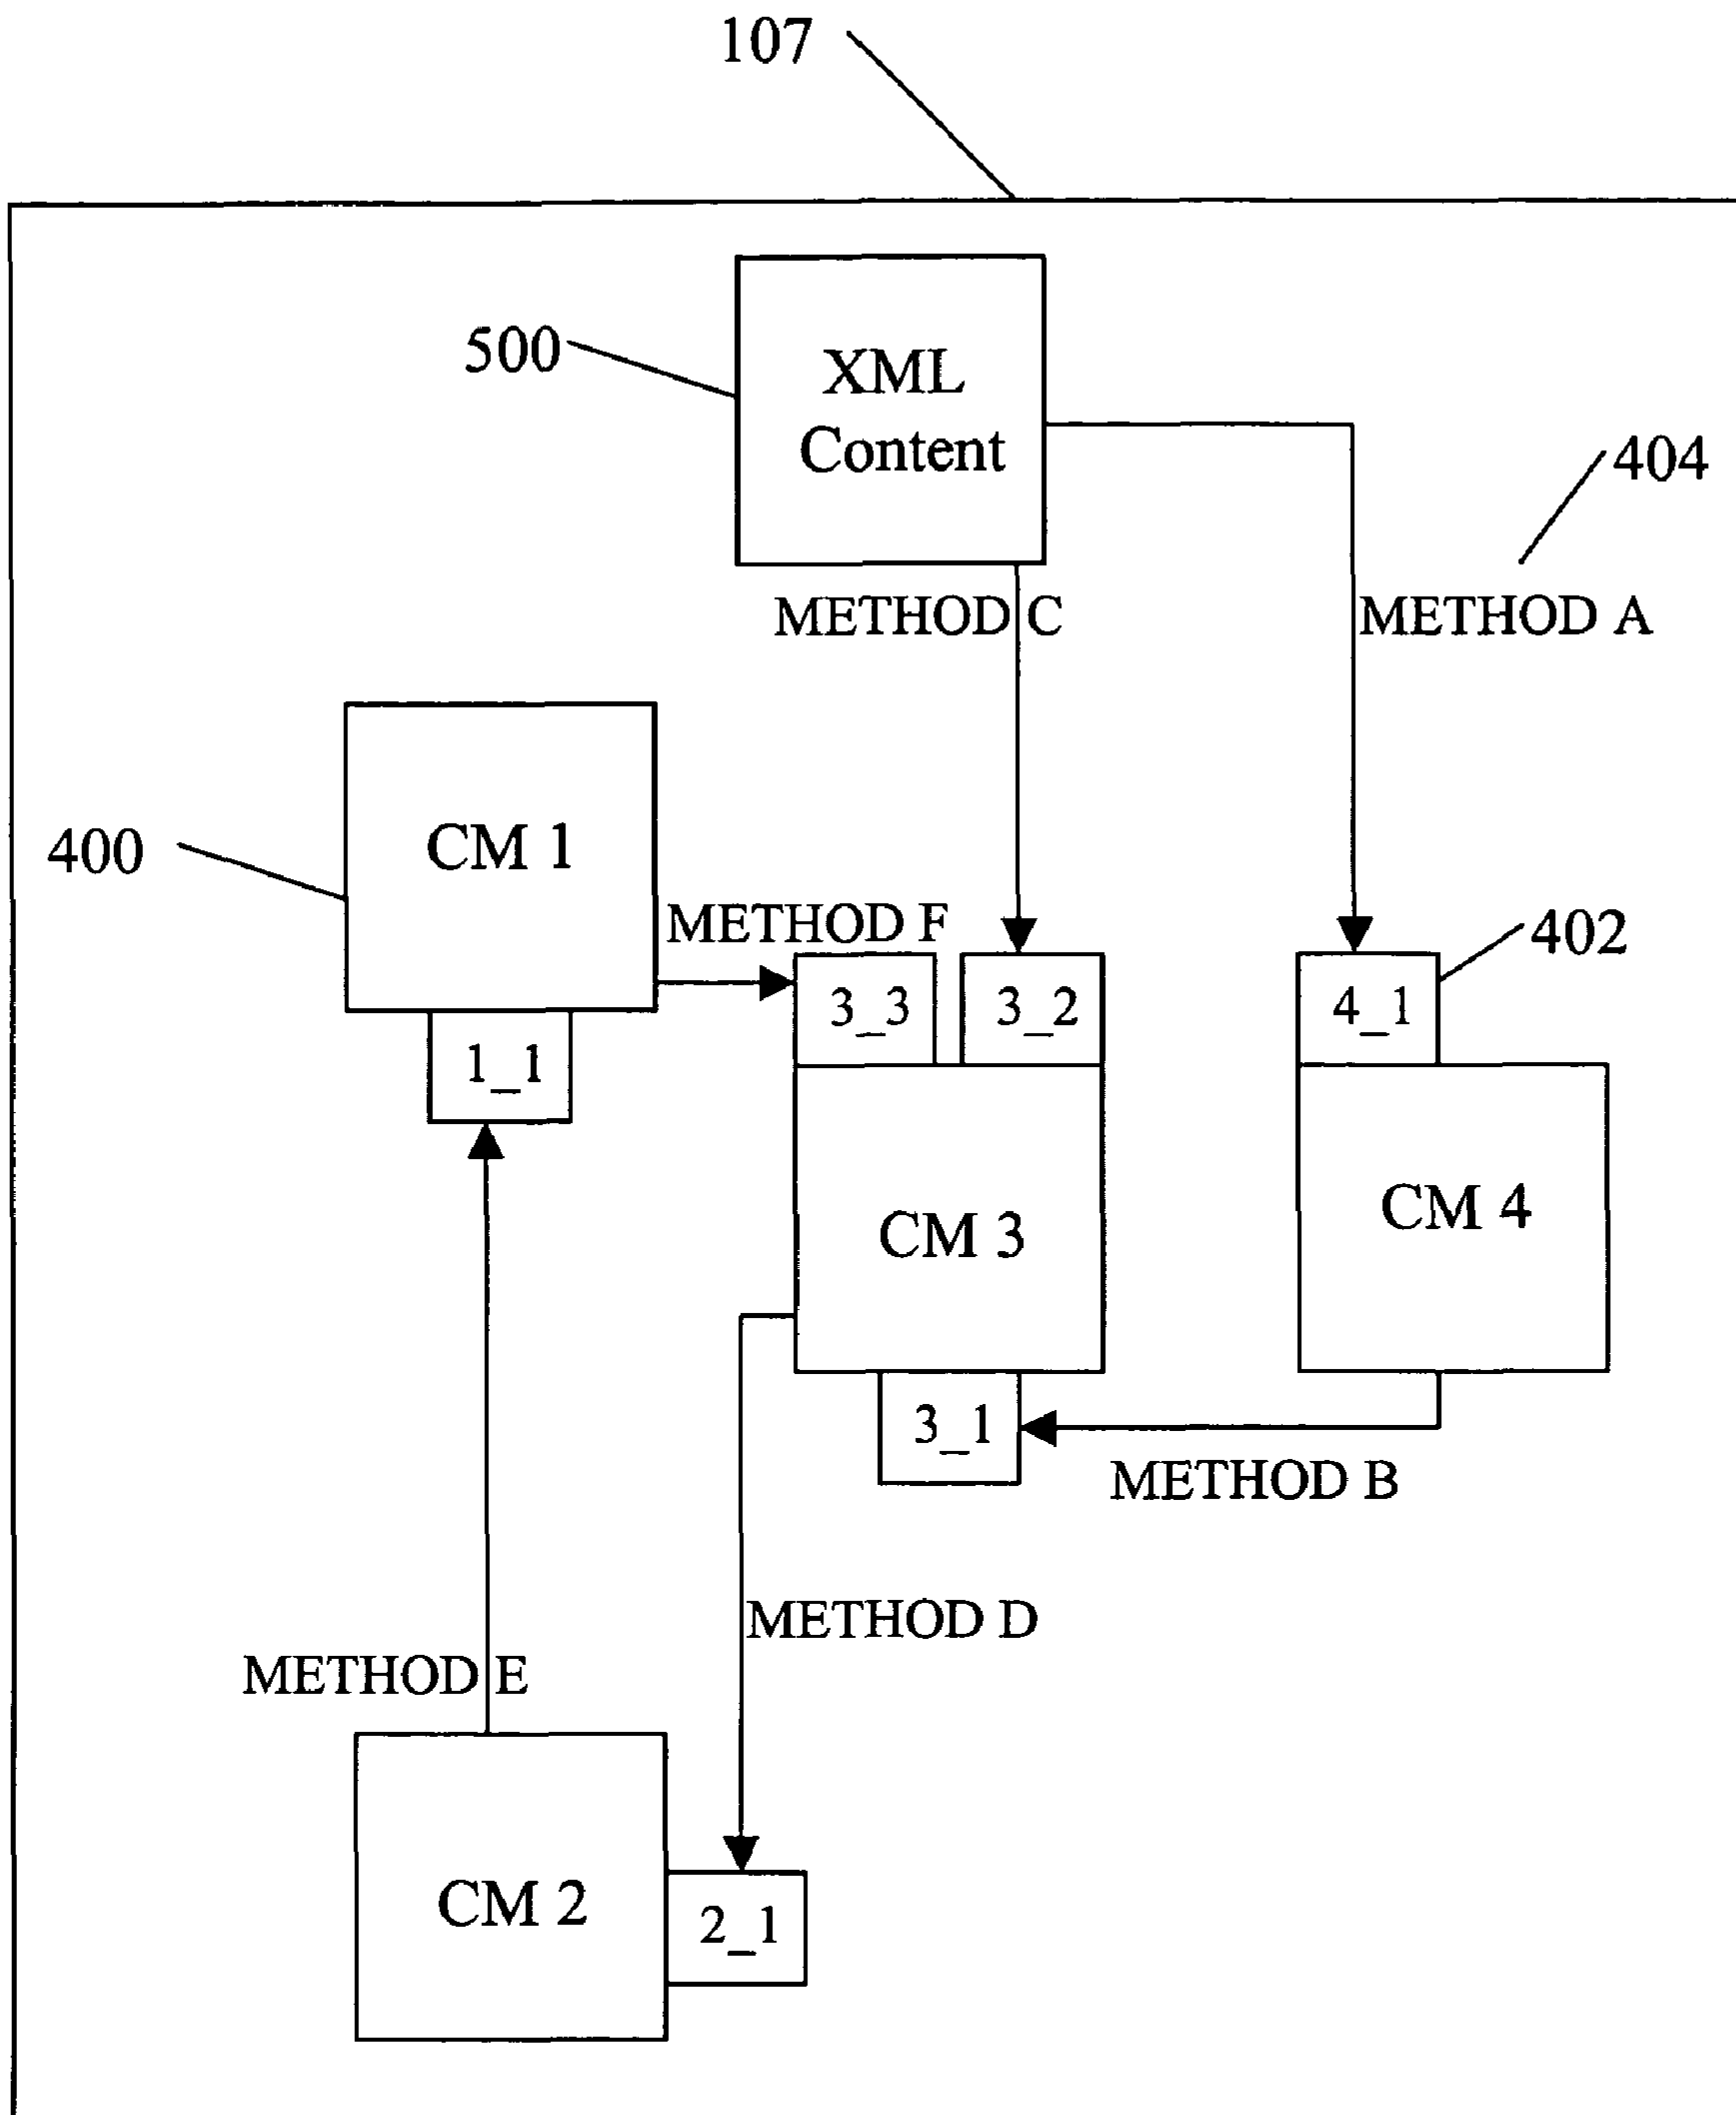 107
500
XML
Content
404
METHOD C
METHOD A
CM 1
400
METHOD F
402
3_3
3_2
4_1
1_1
CM 3
CM 4
3_1
METHOD B
METHOD D
METHOD E
CM 2
2_1